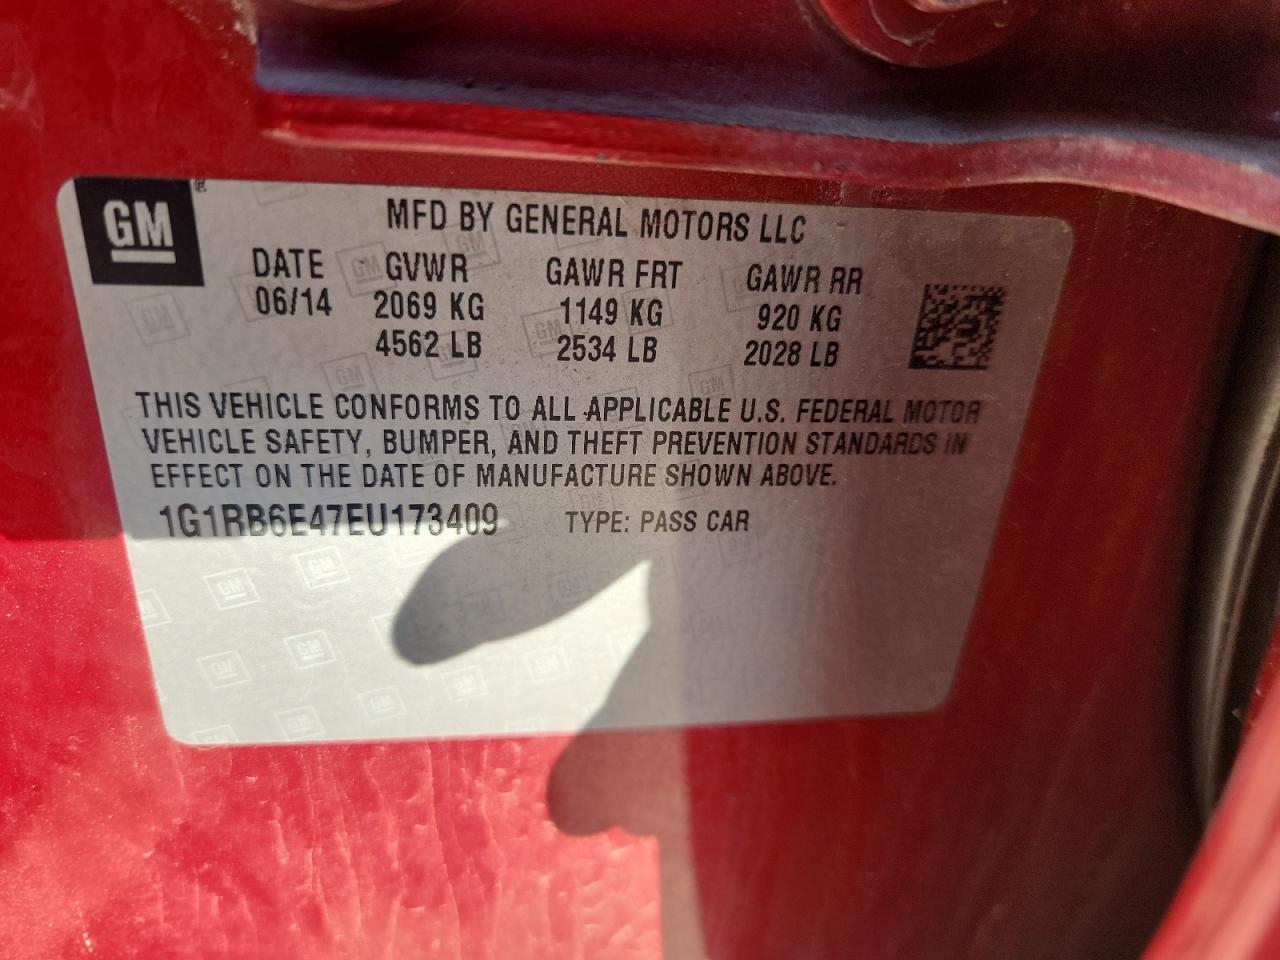 GM
MFD BY GENERAL MOTORS LLC
DATE GVWR GAWR FRT GAWR RR
06/14 2069 KG 1149 KG 920 KG
4562 LB 2534 LB 2028 LB
THIS VEHICLE CONFORMS TO ALL APPLICABLE U.S. FEDERAL MOTOR
VEHICLE SAFETY, BUMPER, AND THEFT PREVENTION STANDARDS IN
EFFECT ON THE DATE OF MANUFACTURE SHOWN ABOVE.
1G1RB6E47EU173409 TYPE: PASS CAR